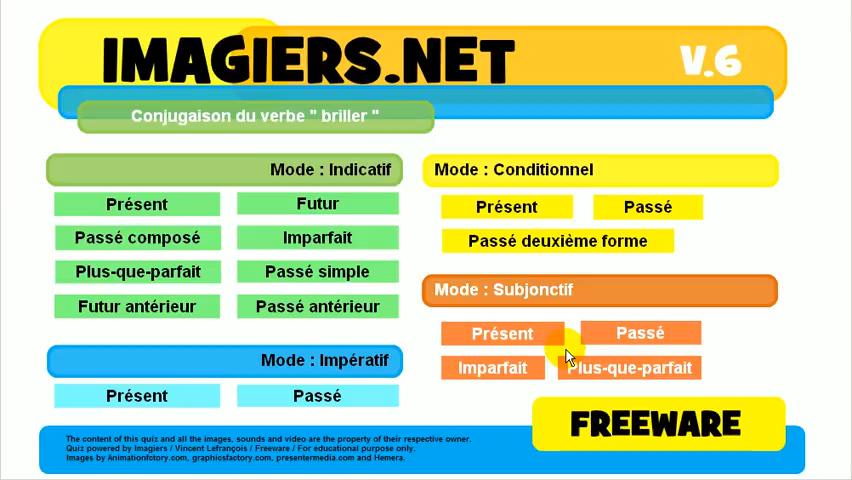 IMAGIERS.NET
V.6
Conjugaison du verbe " briller "
Mode : Indicatif
Présent
Futur
Passé composé
Imparfait
Plus-que-parfait
Passé simple
Futur antérieur
Passé antérieur
Mode : Impératif
Présent
Passé
Mode : Conditionnel
Présent
Passé
Passé deuxième forme
Mode : Subjonctif
Présent
Passé
Imparfait
Plus-que-parfait
FREEWARE
The content of this quiz and all the images, sounds and video are the property of their respective owner.
Quiz powered by Imagiers / Vincent Lefrançois / Freeware / For educational purpose only.
Images by Animationfctory.com, graphicsfactory.com, presentermedia.com and Hemera.